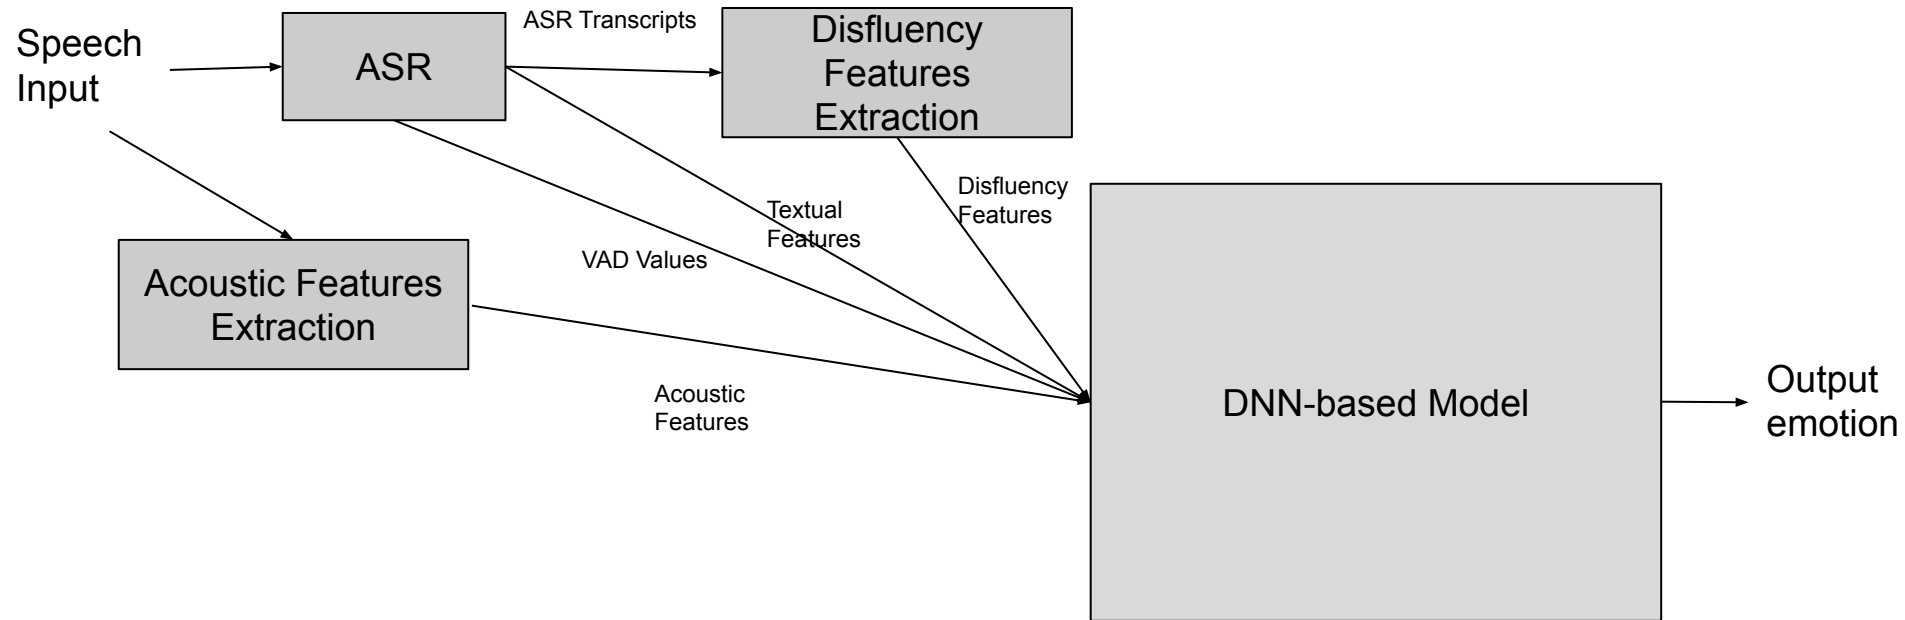 Speech
Input
ASR
ASR Transcripts
Disfluency
Features
Extraction
Disfluency
Features
Textual
Features
VAD Values
Acoustic Features
Extraction
Acoustic
Features
DNN-based Model
Output
emotion